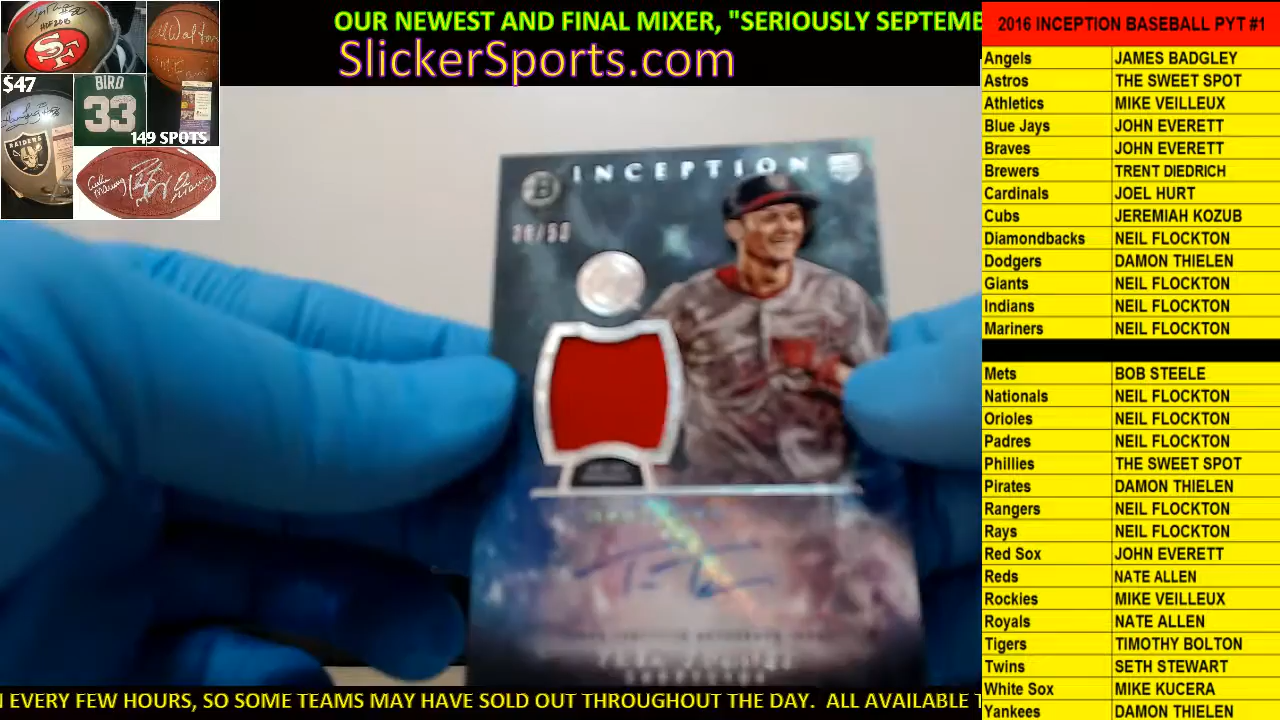 OUR NEWEST AND FINAL MIXER, "SERIOUSLY SEPTEMB
SlickerSports.com
$47
BIRD
33
149 SPOTS
RAIDERS
SF
INCEPTION
2016 INCEPTION BASEBALL PYT #1
Angels JAMES BADGLEY
Astros THE SWEET SPOT
Athletics MIKE VEILLEUX
Blue Jays JOHN EVERETT
Braves JOHN EVERETT
Brewers TRENT DIEDRICH
Cardinals JOEL HURT
Cubs JEREMIAH KOZUB
Diamondbacks NEIL FLOCKTON
Dodgers DAMON THIELEN
Giants NEIL FLOCKTON
Indians NEIL FLOCKTON
Mariners NEIL FLOCKTON
Mets BOB STEELE
Nationals NEIL FLOCKTON
Orioles NEIL FLOCKTON
Padres NEIL FLOCKTON
Phillies THE SWEET SPOT
Pirates DAMON THIELEN
Rangers NEIL FLOCKTON
Rays NEIL FLOCKTON
Red Sox JOHN EVERETT
Reds NATE ALLEN
Rockies MIKE VEILLEUX
Royals NATE ALLEN
Tigers TIMOTHY BOLTON
Twins SETH STEWART
White Sox MIKE KUCERA
Yankees DAMON THIELEN
N EVERY FEW HOURS, SO SOME TEAMS MAY HAVE SOLD OUT THROUGHOUT THE DAY. ALL AVAILABLE T